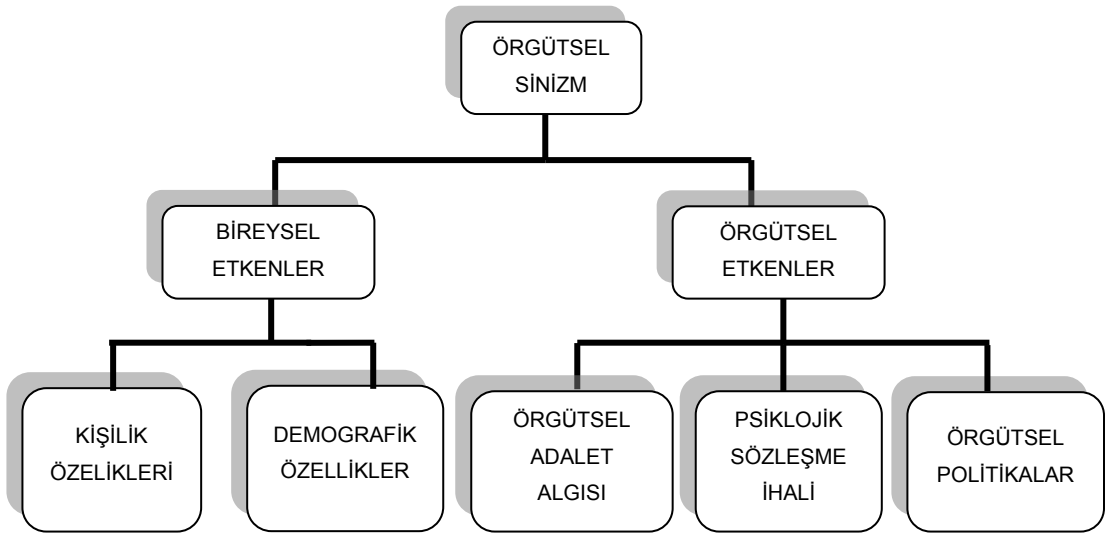 ÖRGÜTSEL
SİNİZM
BİREYSEL
ETKENLER
ÖRGÜTSEL
ETKENLER
KİŞİLİK
ÖZELİKLERİ
DEMOGRAFİK
ÖZELLİKLER
ÖRGÜTSEL
ADALET
ALGISI
PSİKLOJİK
SÖZLEŞME
İHALİ
ÖRGÜTSEL
POLİTİKALAR